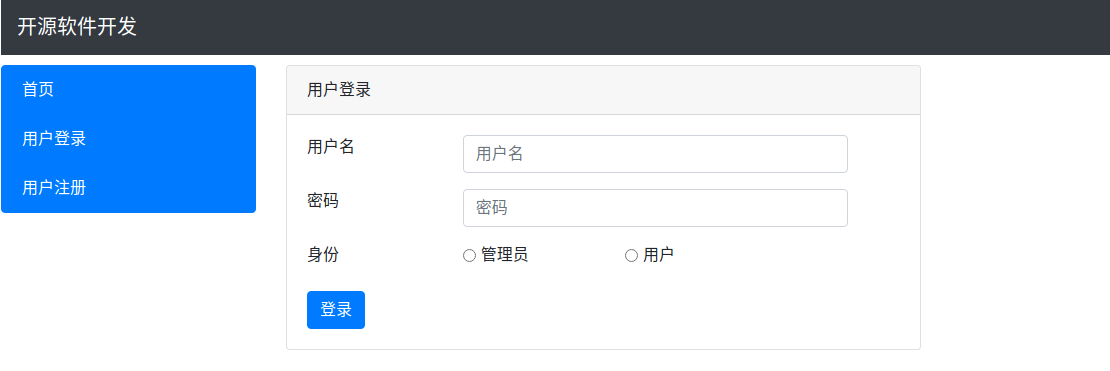 开源软件开发
首页
用户登录
用户注册
用户登录
用户名 用户名
密码 密码
身份 管理员 用户
登录